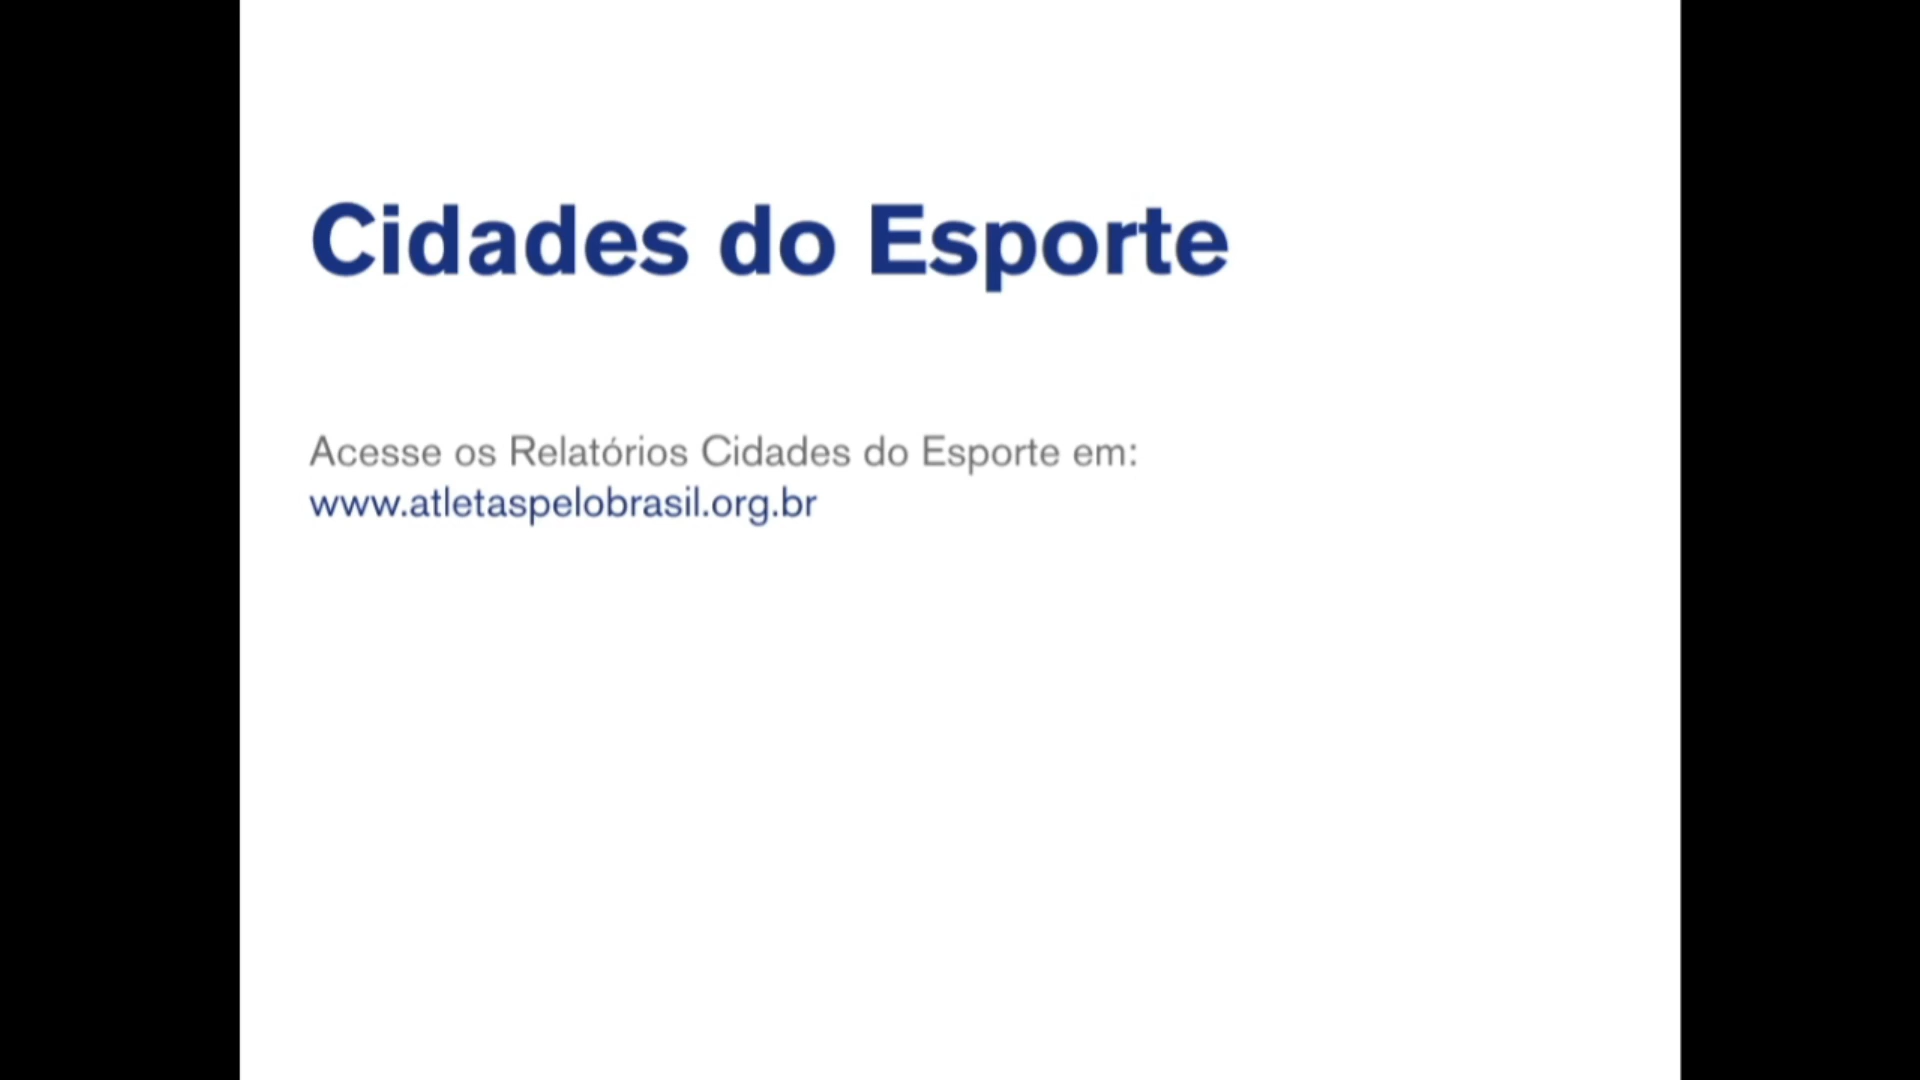 Cidades do Esporte
Acesse os Relatórios Cidades do Esporte em:
www.atletaspelobrasil.org.br